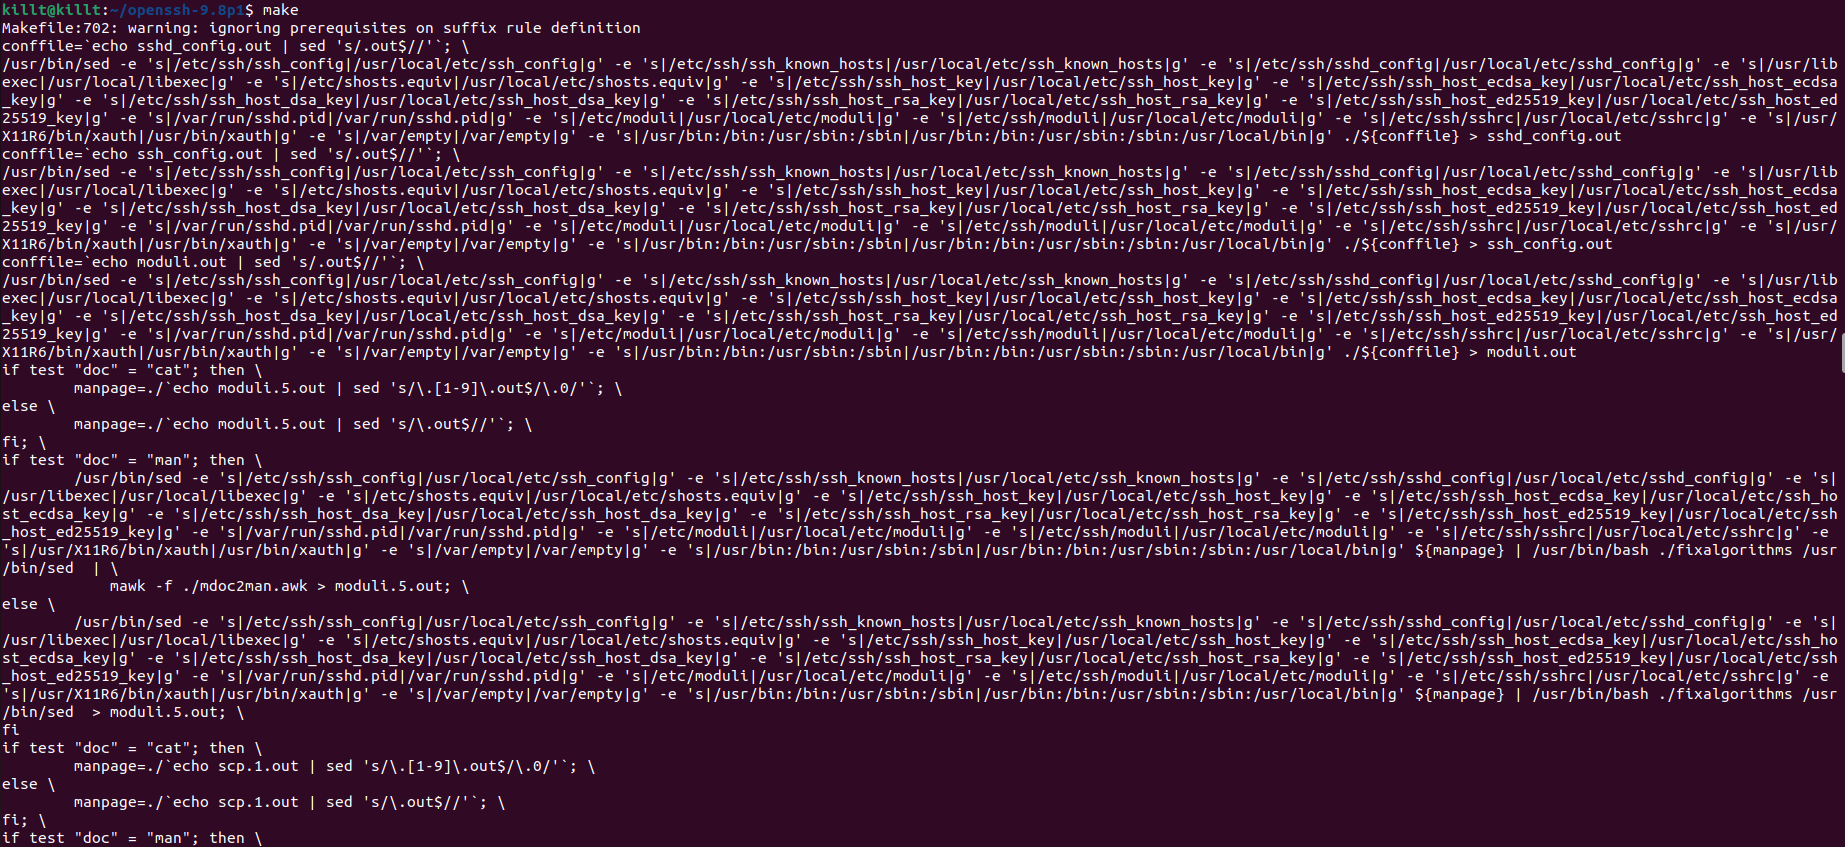 killt@killt:~/openssh-9.8p1$ make
Makefile:702: warning: ignoring prerequisites on suffix rule definition
conffile=`echo sshd_config.out | sed 's/.out$//'`; \
/usr/bin/sed -e 's|/etc/ssh/ssh_config|/usr/local/etc/ssh_config|g' -e 's|/etc/ssh/ssh_known_hosts|/usr/local/etc/ssh_known_hosts|g' -e 's|/etc/ssh/sshd_config|/usr/local/etc/sshd_config|g' -e 's|/usr/lib
exec|/usr/local/libexec|g' -e 's|/etc/shosts.equiv|/usr/local/etc/shosts.equiv|g' -e 's|/etc/ssh/ssh_host_key|/usr/local/etc/ssh_host_key|g' -e 's|/etc/ssh/ssh_host_ecdsa_key|/usr/local/etc/ssh_host_ecdsa
_key|g' -e 's|/etc/ssh/ssh_host_dsa_key|/usr/local/etc/ssh_host_dsa_key|g' -e 's|/etc/ssh/ssh_host_rsa_key|/usr/local/etc/ssh_host_rsa_key|g' -e 's|/etc/ssh/ssh_host_ed25519_key|/usr/local/etc/ssh_host_ed
25519_key|g' -e 's|/var/run/sshd.pid|/var/run/sshd.pid|g' -e 's|/etc/moduli|/usr/local/etc/moduli|g' -e 's|/etc/ssh/moduli|/usr/local/etc/moduli|g' -e 's|/etc/ssh/sshrc|/usr/local/etc/sshrc|g' -e 's|/usr/
X11R6/bin/xauth|/usr/bin/xauth|g' -e 's|/var/empty|/var/empty|g' -e 's|/usr/bin:/bin:/usr/sbin:/sbin|/usr/bin:/bin:/usr/sbin:/sbin:/usr/local/bin|g' ./${conffile} > sshd_config.out
conffile=`echo ssh_config.out | sed 's/.out$//'`; \
/usr/bin/sed -e 's|/etc/ssh/ssh_config|/usr/local/etc/ssh_config|g' -e 's|/etc/ssh/ssh_known_hosts|/usr/local/etc/ssh_known_hosts|g' -e 's|/etc/ssh/sshd_config|/usr/local/etc/sshd_config|g' -e 's|/usr/lib
exec|/usr/local/libexec|g' -e 's|/etc/shosts.equiv|/usr/local/etc/shosts.equiv|g' -e 's|/etc/ssh/ssh_host_key|/usr/local/etc/ssh_host_key|g' -e 's|/etc/ssh/ssh_host_ecdsa_key|/usr/local/etc/ssh_host_ecdsa
_key|g' -e 's|/etc/ssh/ssh_host_dsa_key|/usr/local/etc/ssh_host_dsa_key|g' -e 's|/etc/ssh/ssh_host_rsa_key|/usr/local/etc/ssh_host_rsa_key|g' -e 's|/etc/ssh/ssh_host_ed25519_key|/usr/local/etc/ssh_host_ed
25519_key|g' -e 's|/var/run/sshd.pid|/var/run/sshd.pid|g' -e 's|/etc/moduli|/usr/local/etc/moduli|g' -e 's|/etc/ssh/moduli|/usr/local/etc/moduli|g' -e 's|/etc/ssh/sshrc|/usr/local/etc/sshrc|g' -e 's|/usr/
X11R6/bin/xauth|/usr/bin/xauth|g' -e 's|/var/empty|/var/empty|g' -e 's|/usr/bin:/bin:/usr/sbin:/sbin|/usr/bin:/bin:/usr/sbin:/sbin:/usr/local/bin|g' ./${conffile} > ssh_config.out
conffile=`echo moduli.out | sed 's/.out$//'`; \
/usr/bin/sed -e 's|/etc/ssh/ssh_config|/usr/local/etc/ssh_config|g' -e 's|/etc/ssh/ssh_known_hosts|/usr/local/etc/ssh_known_hosts|g' -e 's|/etc/ssh/sshd_config|/usr/local/etc/sshd_config|g' -e 's|/usr/lib
exec|/usr/local/libexec|g' -e 's|/etc/shosts.equiv|/usr/local/etc/shosts.equiv|g' -e 's|/etc/ssh/ssh_host_key|/usr/local/etc/ssh_host_key|g' -e 's|/etc/ssh/ssh_host_ecdsa_key|/usr/local/etc/ssh_host_ecdsa
_key|g' -e 's|/etc/ssh/ssh_host_dsa_key|/usr/local/etc/ssh_host_dsa_key|g' -e 's|/etc/ssh/ssh_host_rsa_key|/usr/local/etc/ssh_host_rsa_key|g' -e 's|/etc/ssh/ssh_host_ed25519_key|/usr/local/etc/ssh_host_ed
25519_key|g' -e 's|/var/run/sshd.pid|/var/run/sshd.pid|g' -e 's|/etc/moduli|/usr/local/etc/moduli|g' -e 's|/etc/ssh/moduli|/usr/local/etc/moduli|g' -e 's|/etc/ssh/sshrc|/usr/local/etc/sshrc|g' -e 's|/usr/
X11R6/bin/xauth|/usr/bin/xauth|g' -e 's|/var/empty|/var/empty|g' -e 's|/usr/bin:/bin:/usr/sbin:/sbin|/usr/bin:/bin:/usr/sbin:/sbin:/usr/local/bin|g' ./${conffile} > moduli.out
if test "doc" = "cat"; then \
        manpage=./`echo moduli.5.out | sed 's/\.[1-9]\.out$/\.0/'`; \
else \
        manpage=./`echo moduli.5.out | sed 's/\.out$//'`; \
fi; \
if test "doc" = "man"; then \
        /usr/bin/sed -e 's|/etc/ssh/ssh_config|/usr/local/etc/ssh_config|g' -e 's|/etc/ssh/ssh_known_hosts|/usr/local/etc/ssh_known_hosts|g' -e 's|/etc/ssh/sshd_config|/usr/local/etc/sshd_config|g' -e 's|
/usr/libexec|/usr/local/libexec|g' -e 's|/etc/shosts.equiv|/usr/local/etc/shosts.equiv|g' -e 's|/etc/ssh/ssh_host_key|/usr/local/etc/ssh_host_key|g' -e 's|/etc/ssh/ssh_host_ecdsa_key|/usr/local/etc/ssh_ho
st_ecdsa_key|g' -e 's|/etc/ssh/ssh_host_dsa_key|/usr/local/etc/ssh_host_dsa_key|g' -e 's|/etc/ssh/ssh_host_rsa_key|/usr/local/etc/ssh_host_rsa_key|g' -e 's|/etc/ssh/ssh_host_ed25519_key|/usr/local/etc/ssh
_host_ed25519_key|g' -e 's|/var/run/sshd.pid|/var/run/sshd.pid|g' -e 's|/etc/moduli|/usr/local/etc/moduli|g' -e 's|/etc/ssh/moduli|/usr/local/etc/moduli|g' -e 's|/etc/ssh/sshrc|/usr/local/etc/sshrc|g' -e
's|/usr/X11R6/bin/xauth|/usr/bin/xauth|g' -e 's|/var/empty|/var/empty|g' -e 's|/usr/bin:/bin:/usr/sbin:/sbin|/usr/bin:/bin:/usr/sbin:/sbin:/usr/local/bin|g' ${manpage} | /usr/bin/bash ./fixalgorithms /usr
/bin/sed  | \
            mawk -f ./mdoc2man.awk > moduli.5.out; \
else \
        /usr/bin/sed -e 's|/etc/ssh/ssh_config|/usr/local/etc/ssh_config|g' -e 's|/etc/ssh/ssh_known_hosts|/usr/local/etc/ssh_known_hosts|g' -e 's|/etc/ssh/sshd_config|/usr/local/etc/sshd_config|g' -e 's|
/usr/libexec|/usr/local/libexec|g' -e 's|/etc/shosts.equiv|/usr/local/etc/shosts.equiv|g' -e 's|/etc/ssh/ssh_host_key|/usr/local/etc/ssh_host_key|g' -e 's|/etc/ssh/ssh_host_ecdsa_key|/usr/local/etc/ssh_ho
st_ecdsa_key|g' -e 's|/etc/ssh/ssh_host_dsa_key|/usr/local/etc/ssh_host_dsa_key|g' -e 's|/etc/ssh/ssh_host_rsa_key|/usr/local/etc/ssh_host_rsa_key|g' -e 's|/etc/ssh/ssh_host_ed25519_key|/usr/local/etc/ssh
_host_ed25519_key|g' -e 's|/var/run/sshd.pid|/var/run/sshd.pid|g' -e 's|/etc/moduli|/usr/local/etc/moduli|g' -e 's|/etc/ssh/moduli|/usr/local/etc/moduli|g' -e 's|/etc/ssh/sshrc|/usr/local/etc/sshrc|g' -e
's|/usr/X11R6/bin/xauth|/usr/bin/xauth|g' -e 's|/var/empty|/var/empty|g' -e 's|/usr/bin:/bin:/usr/sbin:/sbin|/usr/bin:/bin:/usr/sbin:/sbin:/usr/local/bin|g' ${manpage} | /usr/bin/bash ./fixalgorithms /usr
/bin/sed  > moduli.5.out; \
fi
if test "doc" = "cat"; then \
        manpage=./`echo scp.1.out | sed 's/\.[1-9]\.out$/\.0/'`; \
else \
        manpage=./`echo scp.1.out | sed 's/\.out$//'`; \
fi; \
if test "doc" = "man"; then \